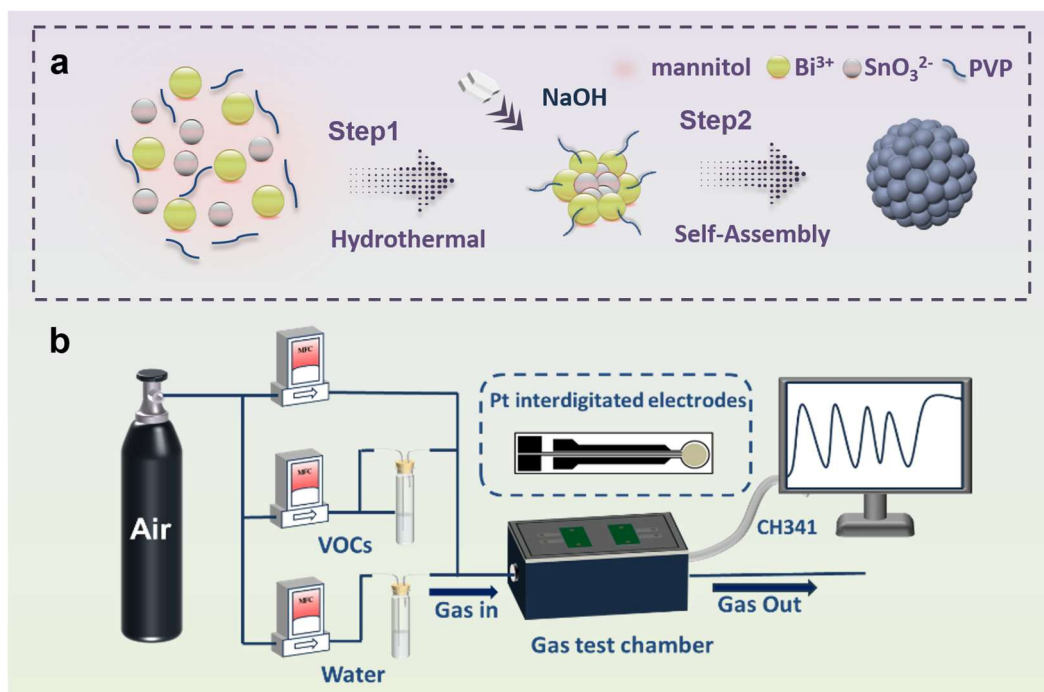 a
mannitol Bi³⁺ SnO₃²⁻ PVP
NaOH
Step1
Step2
Hydrothermal
Self-Assembly
b
MFC
Pt interdigitated electrodes
MFC
Air
VOCs
CH341
MFC
Gas in
Gas Out
Gas test chamber
Water